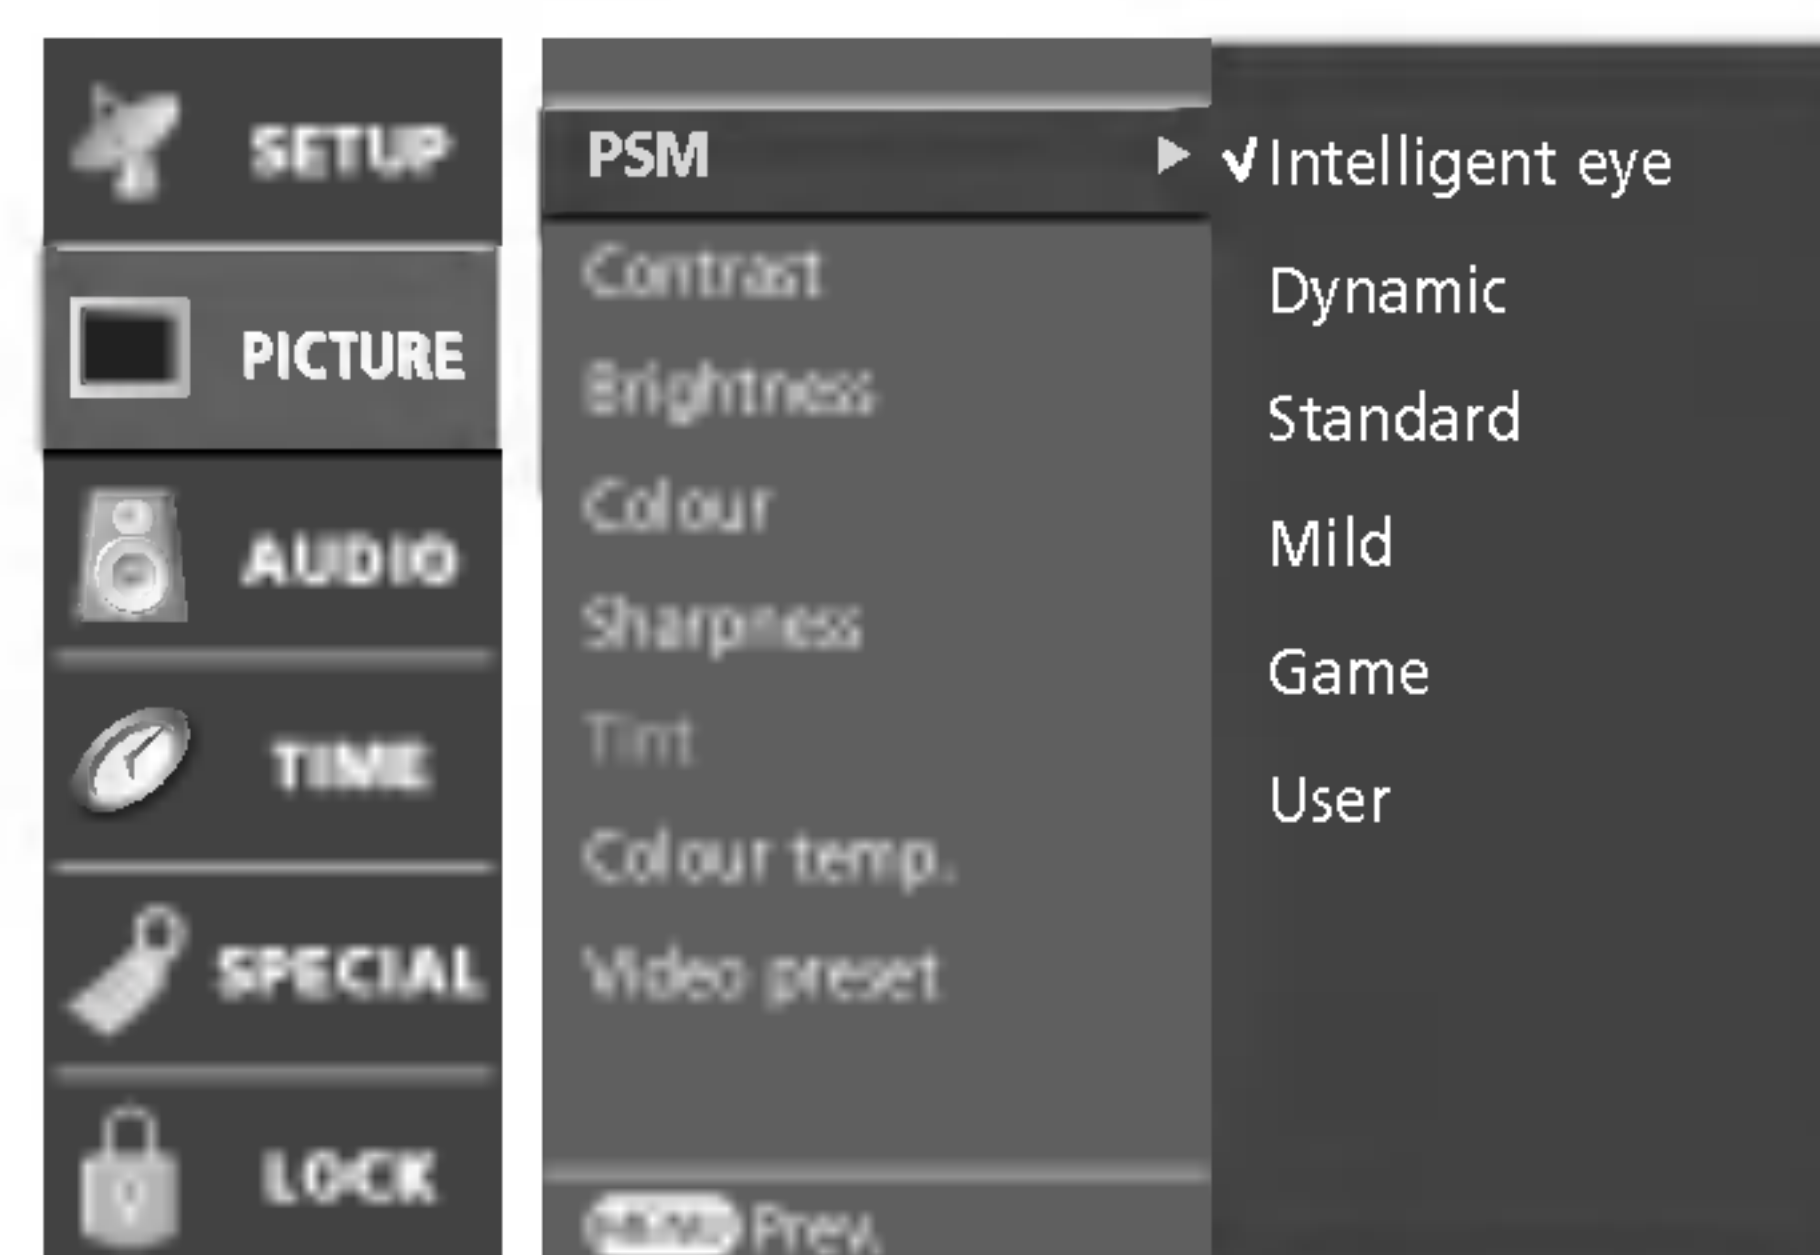 SETUP
PICTURE
AUDIO
TIME
SPECIAL
LOCK
PSM
Contrast
Brightness
Colour
Sharpness
Tint
Colour temp.
Video preset
Prev.
√ Intelligent eye
Dynamic
Standard
Mild
Game
User